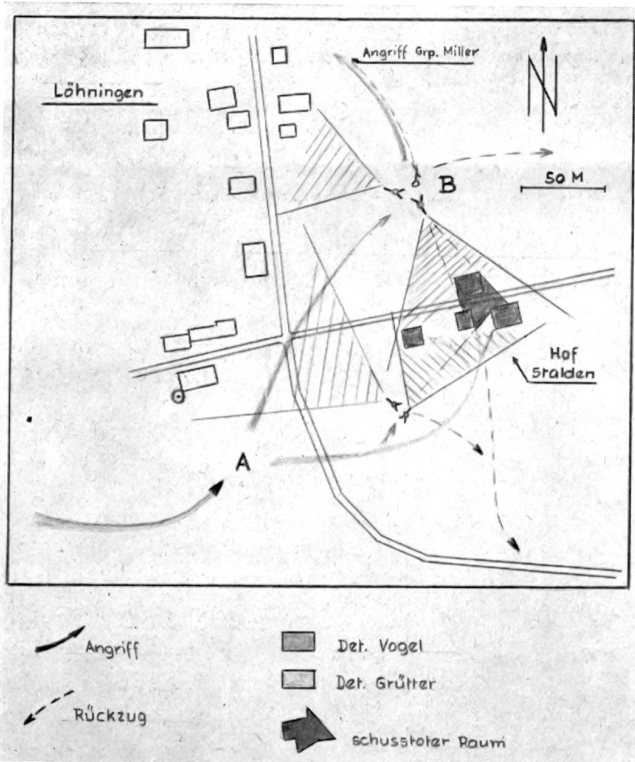 Angriff Grp. Miller
Löhningen
N
50 M
B
Hof
Stalden
A
Angriff
Rückzug
Det. Vogel
Det. Grütter
schusstoter Raum